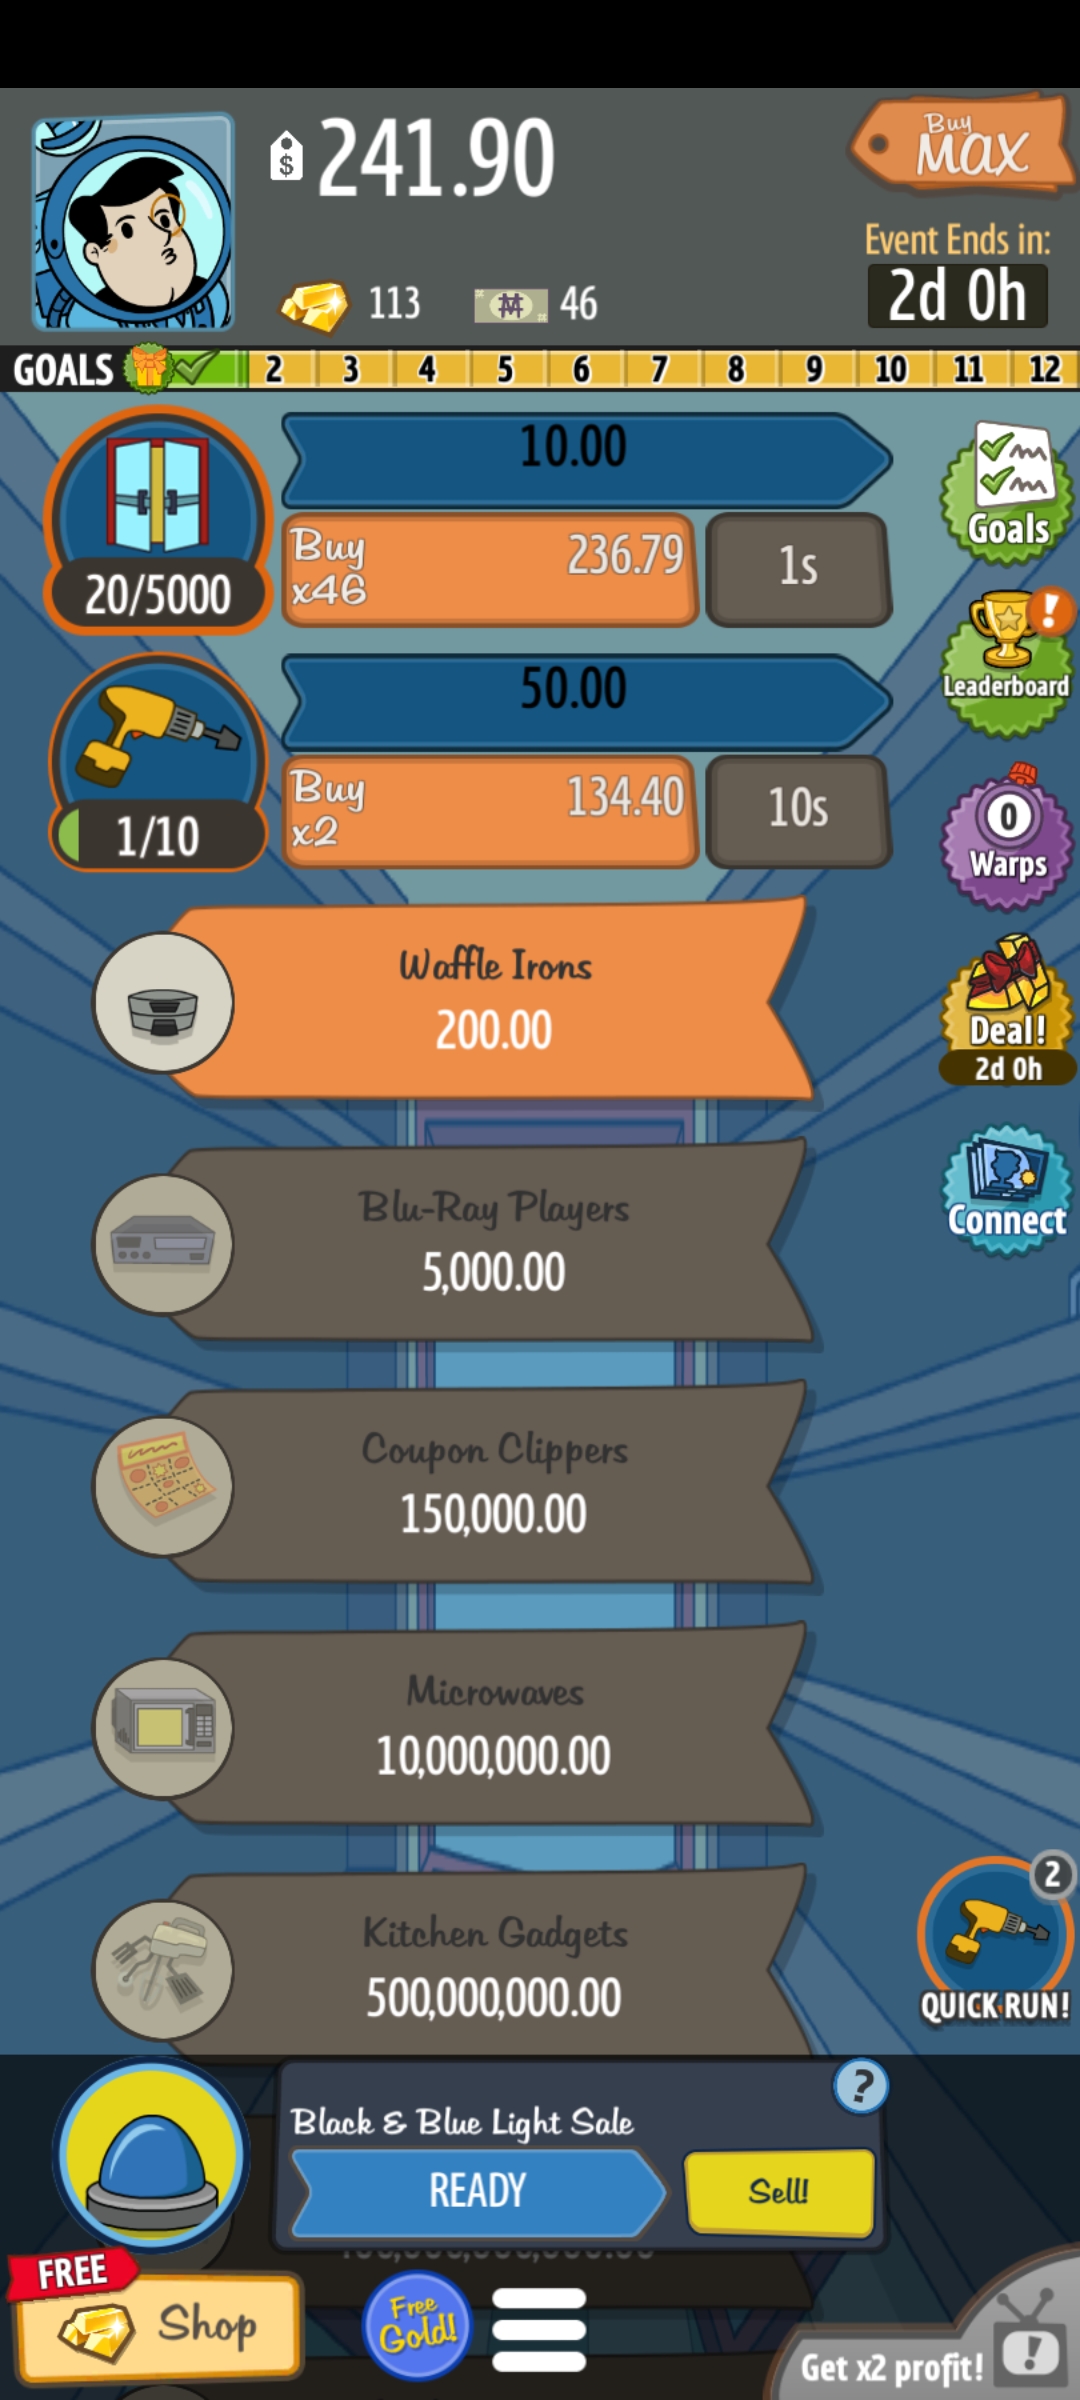 $ 241.90
Buy
MAX
Event Ends in:
2d 0h
113
46
GOALS 2 3 4 5 6 7 8 9 10 11 12
10.00
Buy
x46
236.79
1s
20/5000
Goals
50.00
Buy
x2
134.40
10s
1/10
!
Leaderboard
0
Warps
Waffle Irons
200.00
Deal!
2d 0h
Blu-Ray Players
5,000.00
Connect
Coupon Clippers
150,000.00
Microwaves
10,000,000.00
Kitchen Gadgets
500,000,000.00
2
QUICK RUN!
?
Black & Blue Light Sale
READY
Sell!
FREE
Shop
Free
Gold!
Get x2 profit!
!